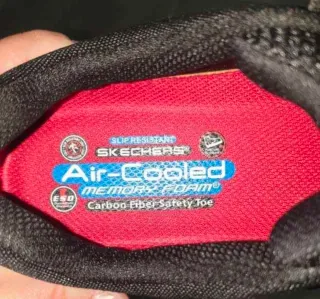 SLIP RESISTANT
SKECHERS®
Air-Cooled
MEMORY FOAM®
ESD
Carbon Fiber Safety Toe